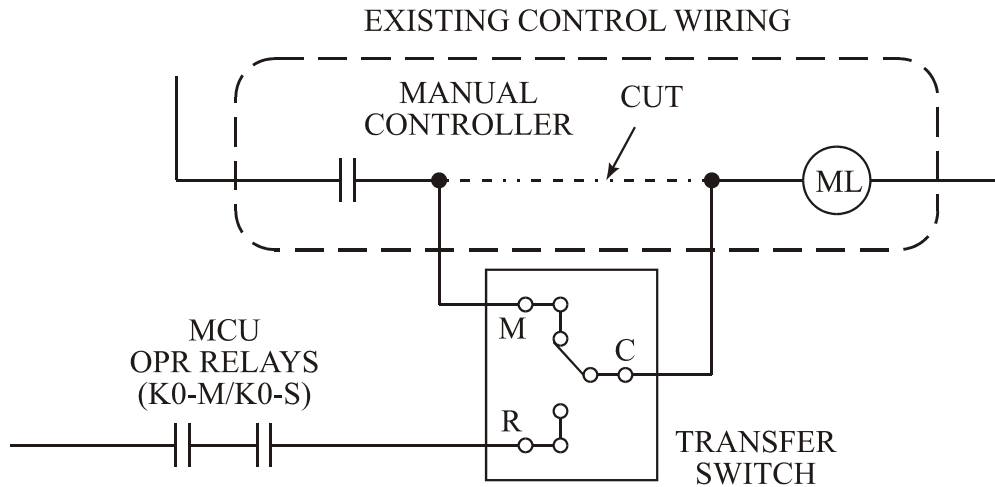 EXISTING CONTROL WIRING
MANUAL
CONTROLLER
CUT
ML
M
C
R
MCU
OPR RELAYS
(K0-M/K0-S)
TRANSFER
SWITCH